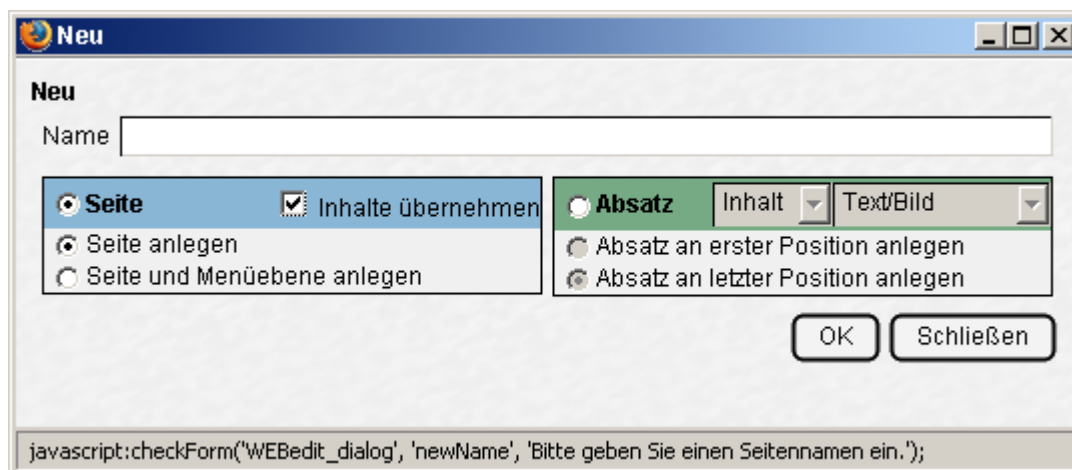 Neu
Neu
Name
Seite Inhalte übernehmen
Seite anlegen
Seite und Menüebene anlegen
Absatz Inhalt Text/Bild
Absatz an erster Position anlegen
Absatz an letzter Position anlegen
OK Schließen
javascript:checkForm('WEBedit_dialog', 'newName', 'Bitte geben Sie einen Seitennamen ein.');